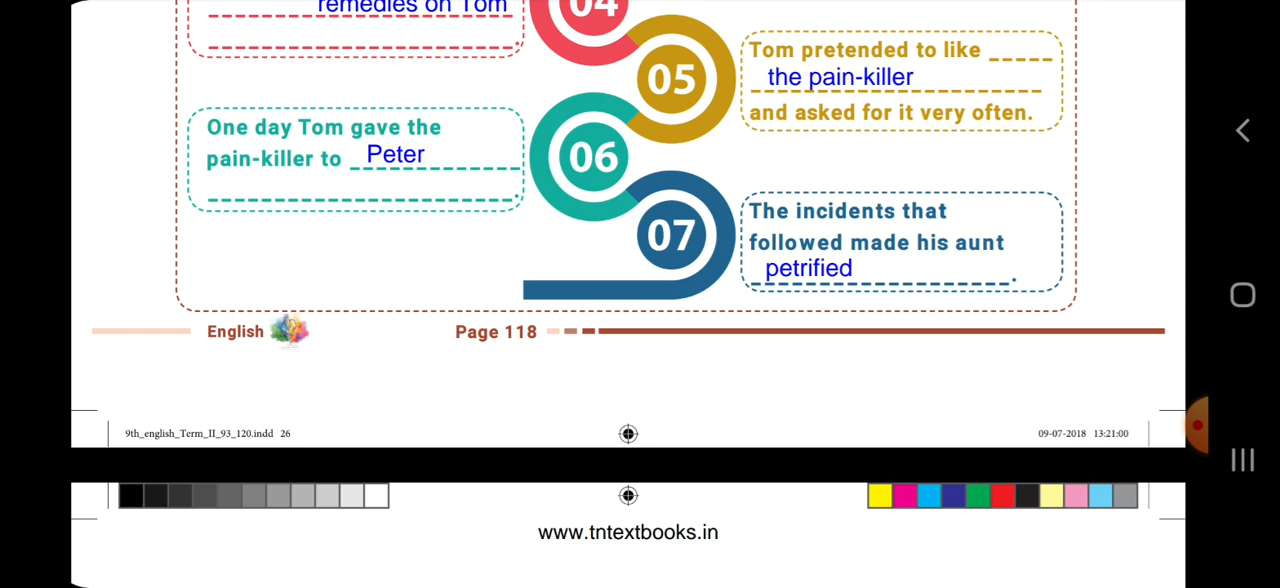 remedies on Tom
04
05
Tom pretended to like
the pain-killer
and asked for it very often.
One day Tom gave the
pain-killer to Peter
06
07
The incidents that
followed made his aunt
petrified
English
Page 118
9th_english_Term_II_93_120.indd 26
09-07-2018 13:21:00
www.tntextbooks.in